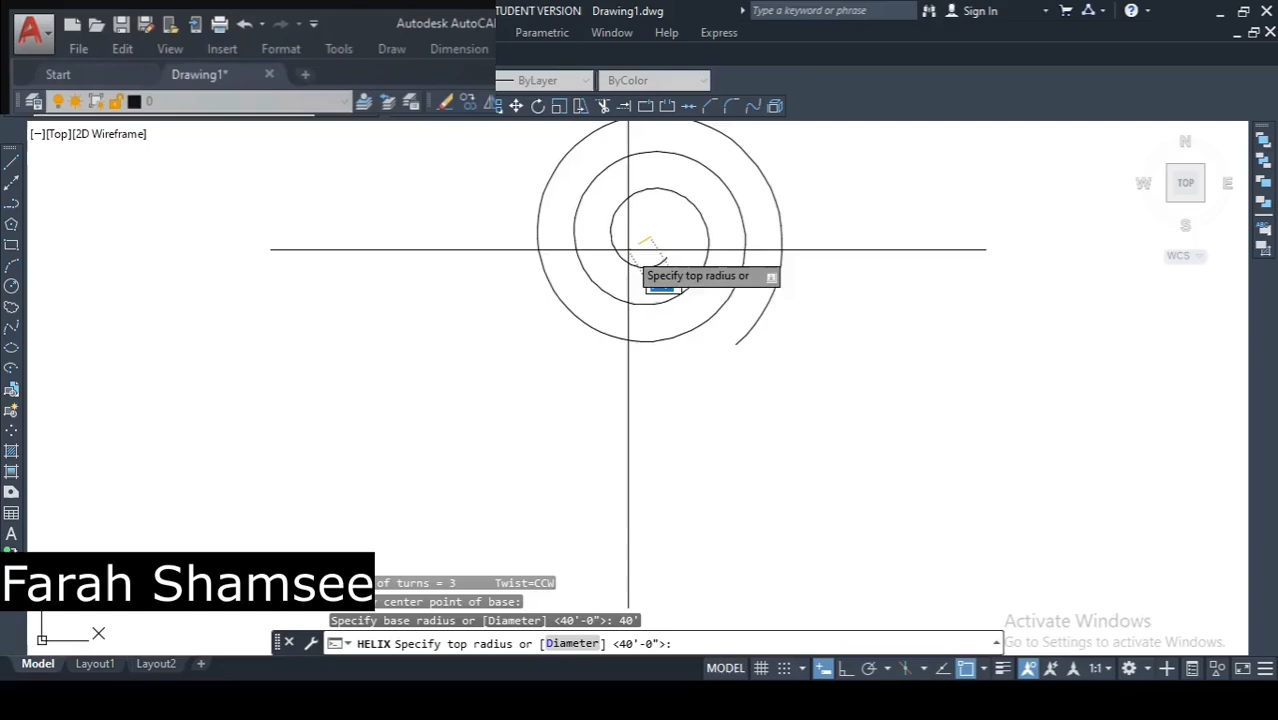 Autodesk AutoCA
STUDENT VERSION Drawing1.dwg
Type a keyword or phrase
Sign In
File Edit View Insert Format Tools Draw Dimension
Parametric Window Help Express
Start Drawing1*
0
ByLayer ByColor
[−][Top][2D Wireframe]
N
W TOP E
S
WCS
Specify top radius or
A
of turns = 3 Twist=CCW
center point of base:
Farah Shamsee
Specify base radius or [Diameter] <40'-0">: 40'
Activate Windows
Go to Settings to activate Windows.
X
HELIX Specify top radius or [Diameter] <40'-0">:
Model Layout1 Layout2
MODEL
1:1